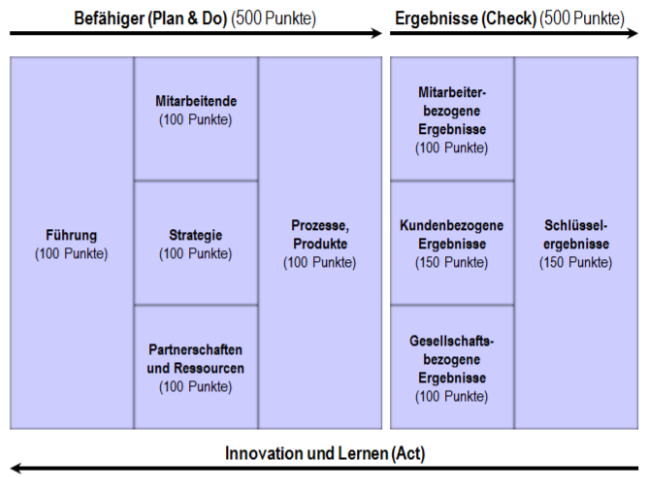 Befähiger (Plan & Do) (500 Punkte)
Ergebnisse (Check) (500 Punkte)
Führung
(100 Punkte)
Mitarbeitende
(100 Punkte)
Strategie
(100 Punkte)
Partnerschaften
und Ressourcen
(100 Punkte)
Prozesse,
Produkte
(100 Punkte)
Mitarbeiter-
bezogene
Ergebnisse
(100 Punkte)
Kundenbezogene
Ergebnisse
(150 Punkte)
Gesellschafts-
bezogene
Ergebnisse
(100 Punkte)
Schlüssel-
ergebnisse
(150 Punkte)
Innovation und Lernen (Act)